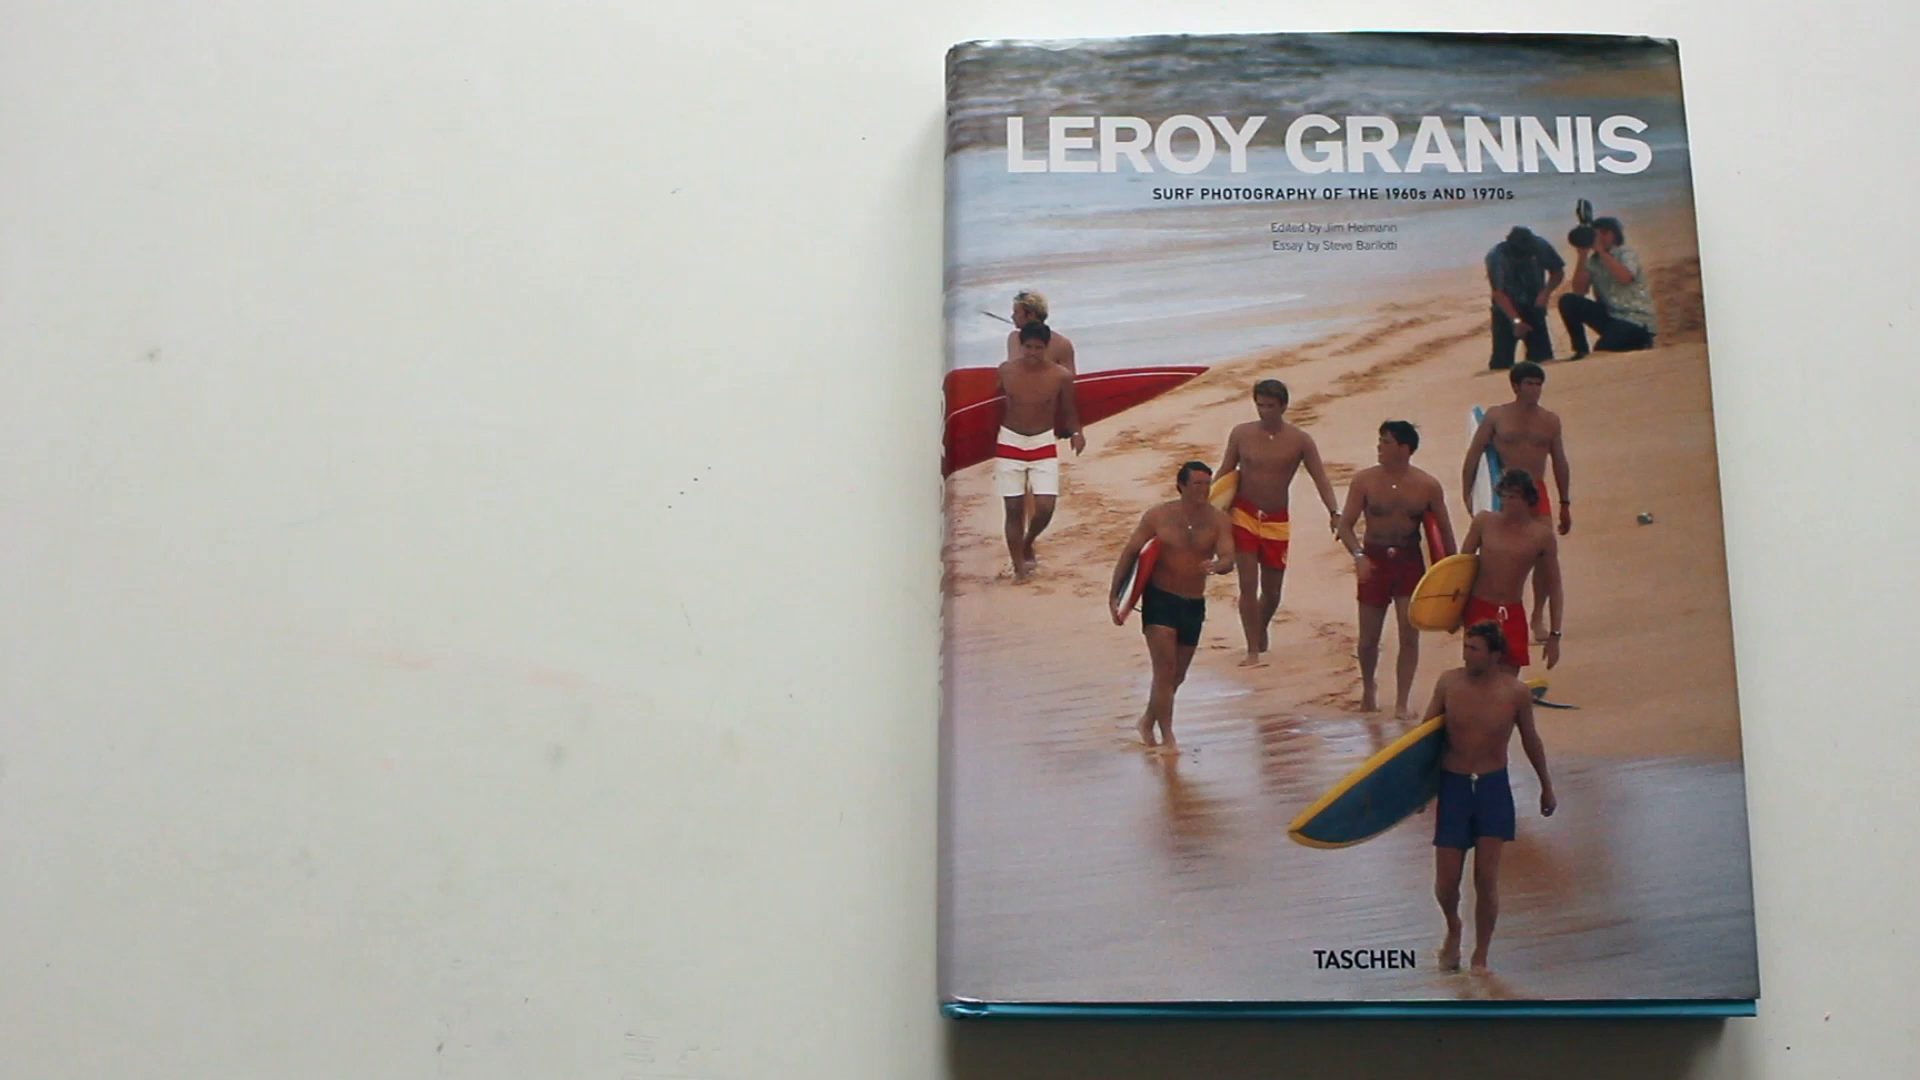 LEROY GRANNIS
SURF PHOTOGRAPHY OF THE 1960s AND 1970s
Edited by Jim Heimann
Essay by Steve Barilotti
TASCHEN